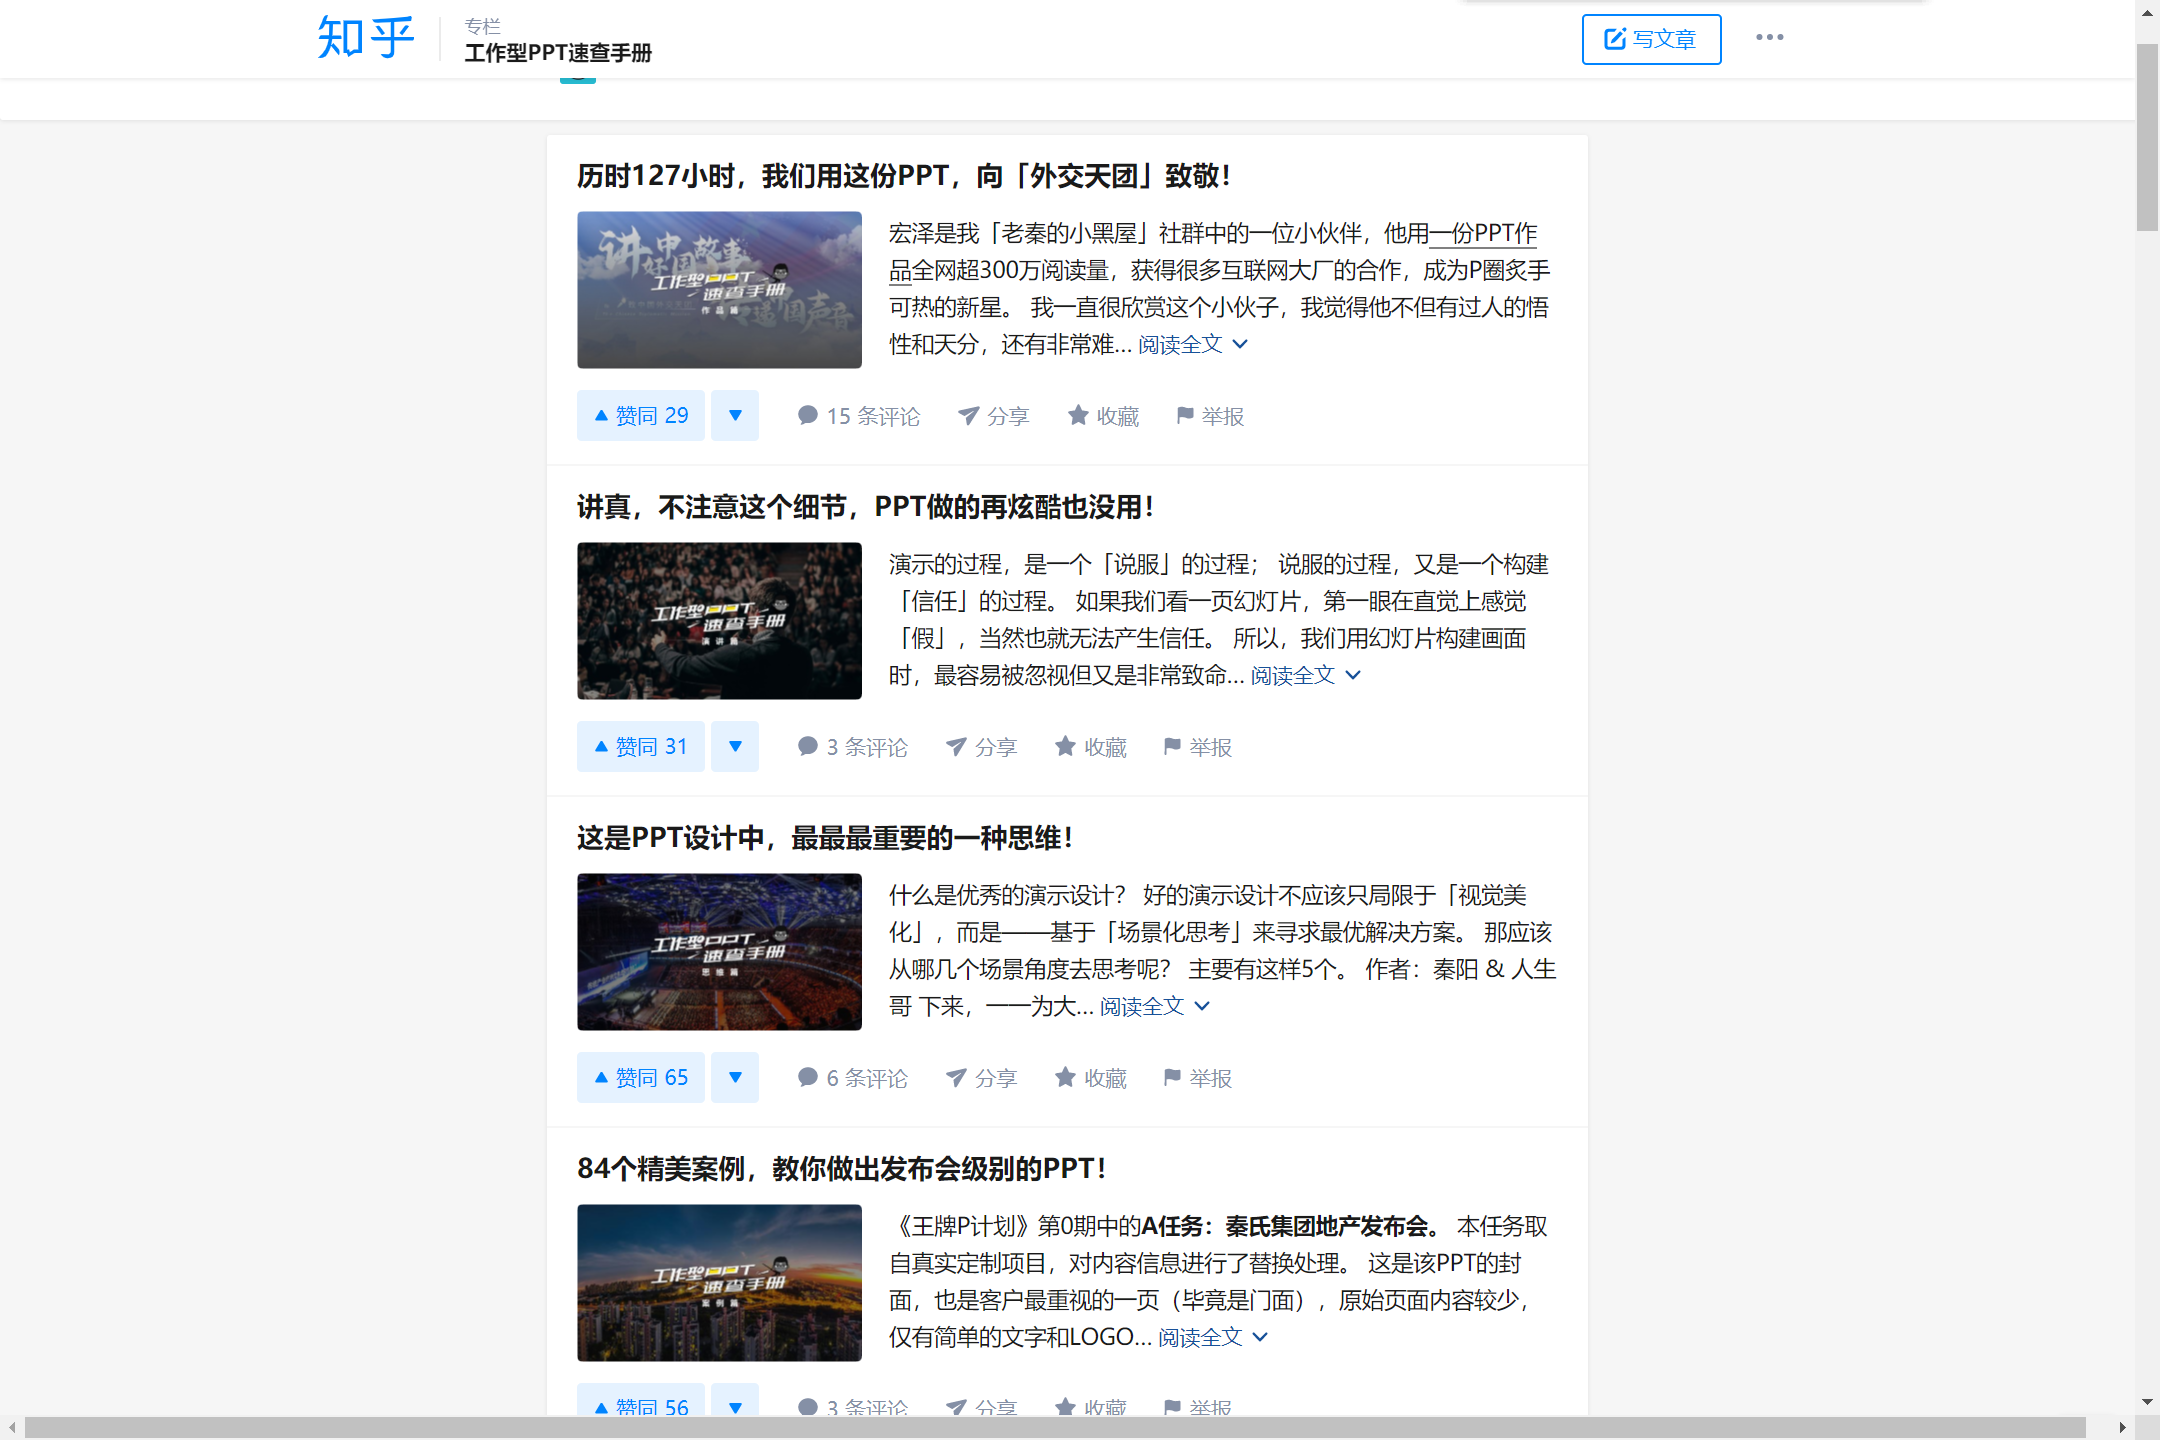 知乎
专栏
工作型PPT速查手册
写文章
历时127小时，我们用这份PPT，向「外交天团」致敬！
讲好中国故事
工作型PPT
速查手册
作品篇
宏泽是我「老秦的小黑屋」社群中的一位小伙伴，他用一份PPT作
品全网超300万阅读量，获得很多互联网大厂的合作，成为P圈炙手
可热的新星。 我一直很欣赏这个小伙子，我觉得他不但有过人的悟
性和天分，还有非常难... 阅读全文
赞同 29
15 条评论 分享 收藏 举报
讲真，不注意这个细节，PPT做的再炫酷也没用！
工作型PPT
速查手册
演讲篇
演示的过程，是一个「说服」的过程； 说服的过程，又是一个构建
「信任」的过程。 如果我们看一页幻灯片，第一眼在直觉上感觉
「假」，当然也就无法产生信任。 所以，我们用幻灯片构建画面
时，最容易被忽视但又是非常致命... 阅读全文
赞同 31
3 条评论 分享 收藏 举报
这是PPT设计中，最最最重要的一种思维！
工作型PPT
速查手册
思维篇
什么是优秀的演示设计？ 好的演示设计不应该只局限于「视觉美
化」，而是——基于「场景化思考」来寻求最优解决方案。 那应该
从哪几个场景角度去思考呢？ 主要有这样5个。 作者：秦阳 & 人生
哥 下来，一一为大... 阅读全文
赞同 65
6 条评论 分享 收藏 举报
84个精美案例，教你做出发布会级别的PPT！
工作型PPT
速查手册
案例篇
《王牌P计划》第0期中的A任务：秦氏集团地产发布会。 本任务取
自真实定制项目，对内容信息进行了替换处理。 这是该PPT的封
面，也是客户最重视的一页（毕竟是门面），原始页面内容较少，
仅有简单的文字和LOGO... 阅读全文
赞同 56
3 条评论 分享 收藏 举报